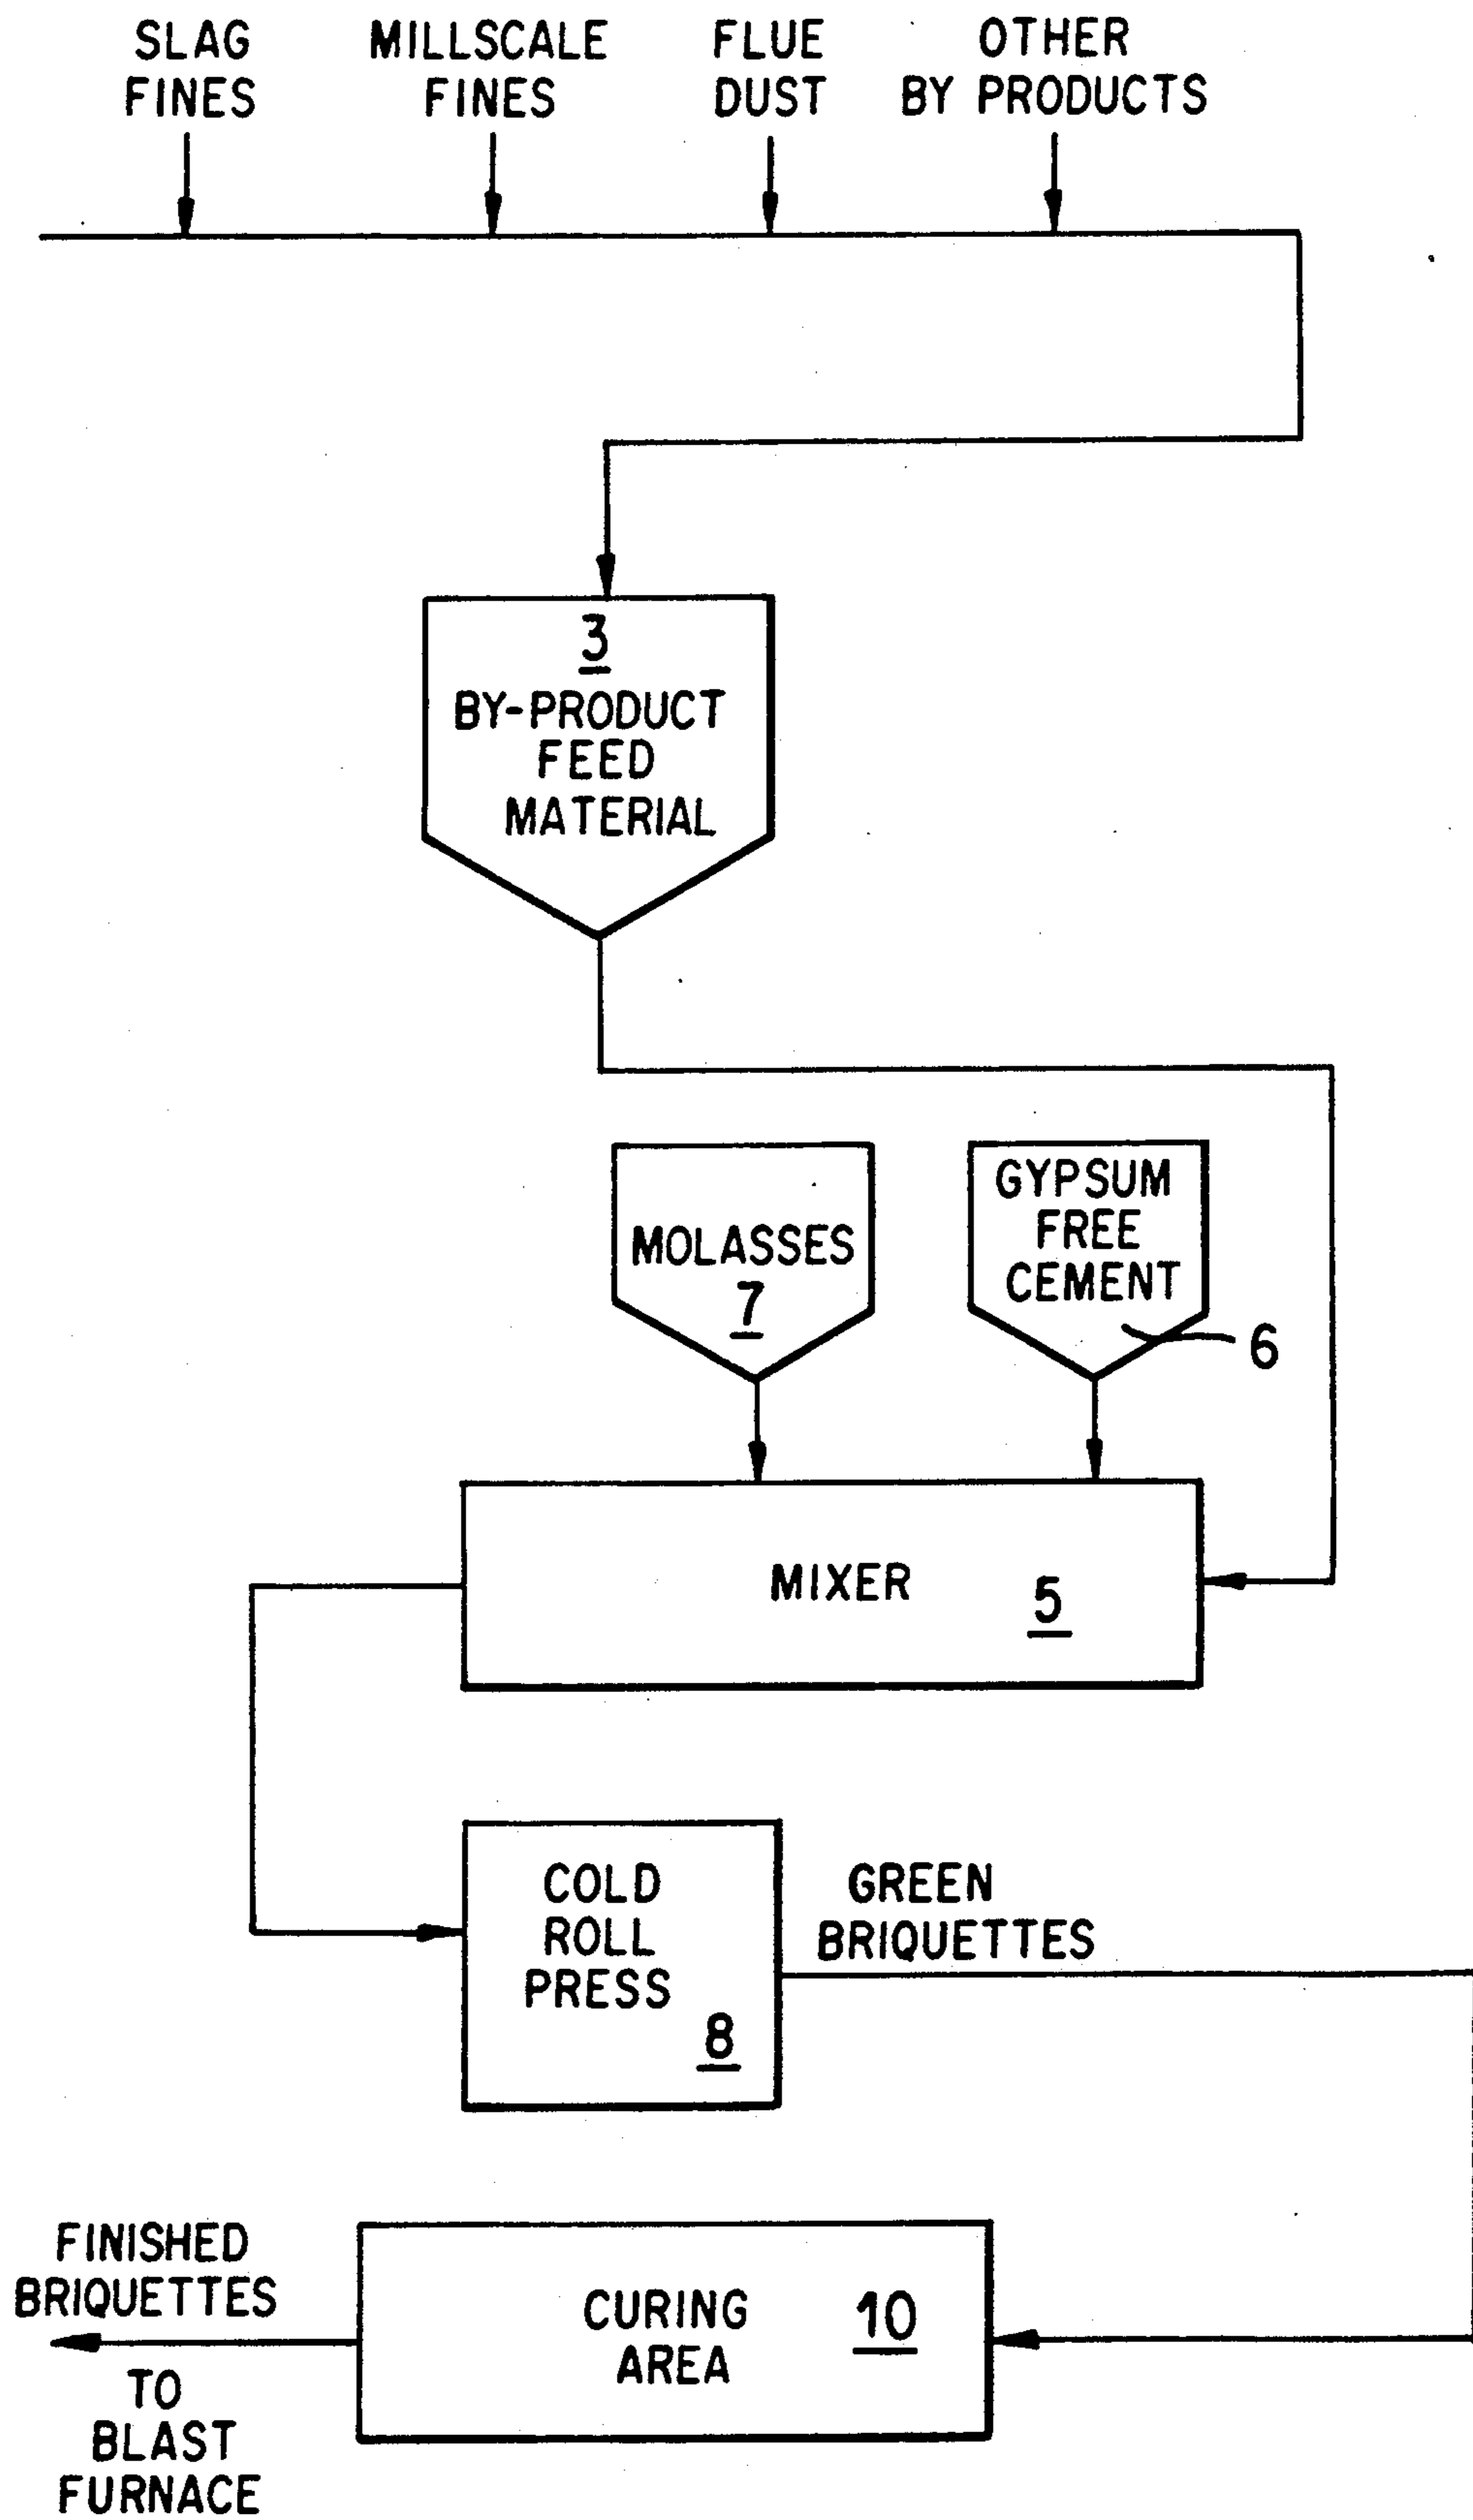 SLAG
FINES
MILLSCALE
FINES
FLUE
DUST
OTHER
BY PRODUCTS
3
BY-PRODUCT
FEED
MATERIAL
MOLASSES
7
GYPSUM
FREE
CEMENT
6
MIXER
5
COLD
ROLL
PRESS
8
GREEN
BRIQUETTES
FINISHED
BRIQUETTES
TO
BLAST
FURNACE
CURING
AREA
10